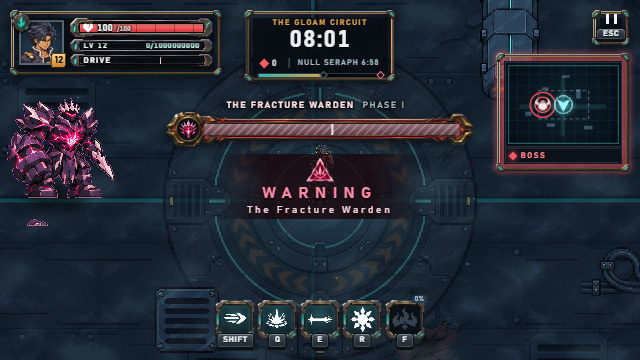 100 /100
LV 12 0/1000000000
12
DRIVE
THE GLOAM CIRCUIT
08:01
0 NULL SERAPH 6:58
ESC
THE FRACTURE WARDEN PHASE I
BOSS
WARNING
The Fracture Warden
0%
SHIFT Q E R F